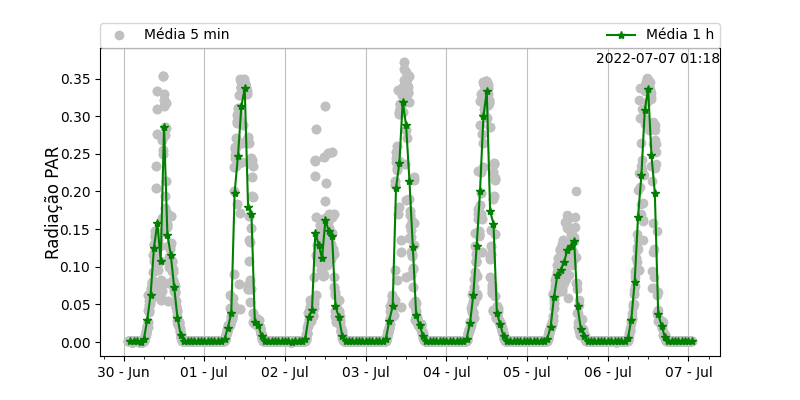 Média 5 min
Média 1 h
2022-07-07 01:18
Radiação PAR
0.35
0.30
0.25
0.20
0.15
0.10
0.05
0.00
30 - Jun
01 - Jul
02 - Jul
03 - Jul
04 - Jul
05 - Jul
06 - Jul
07 - Jul